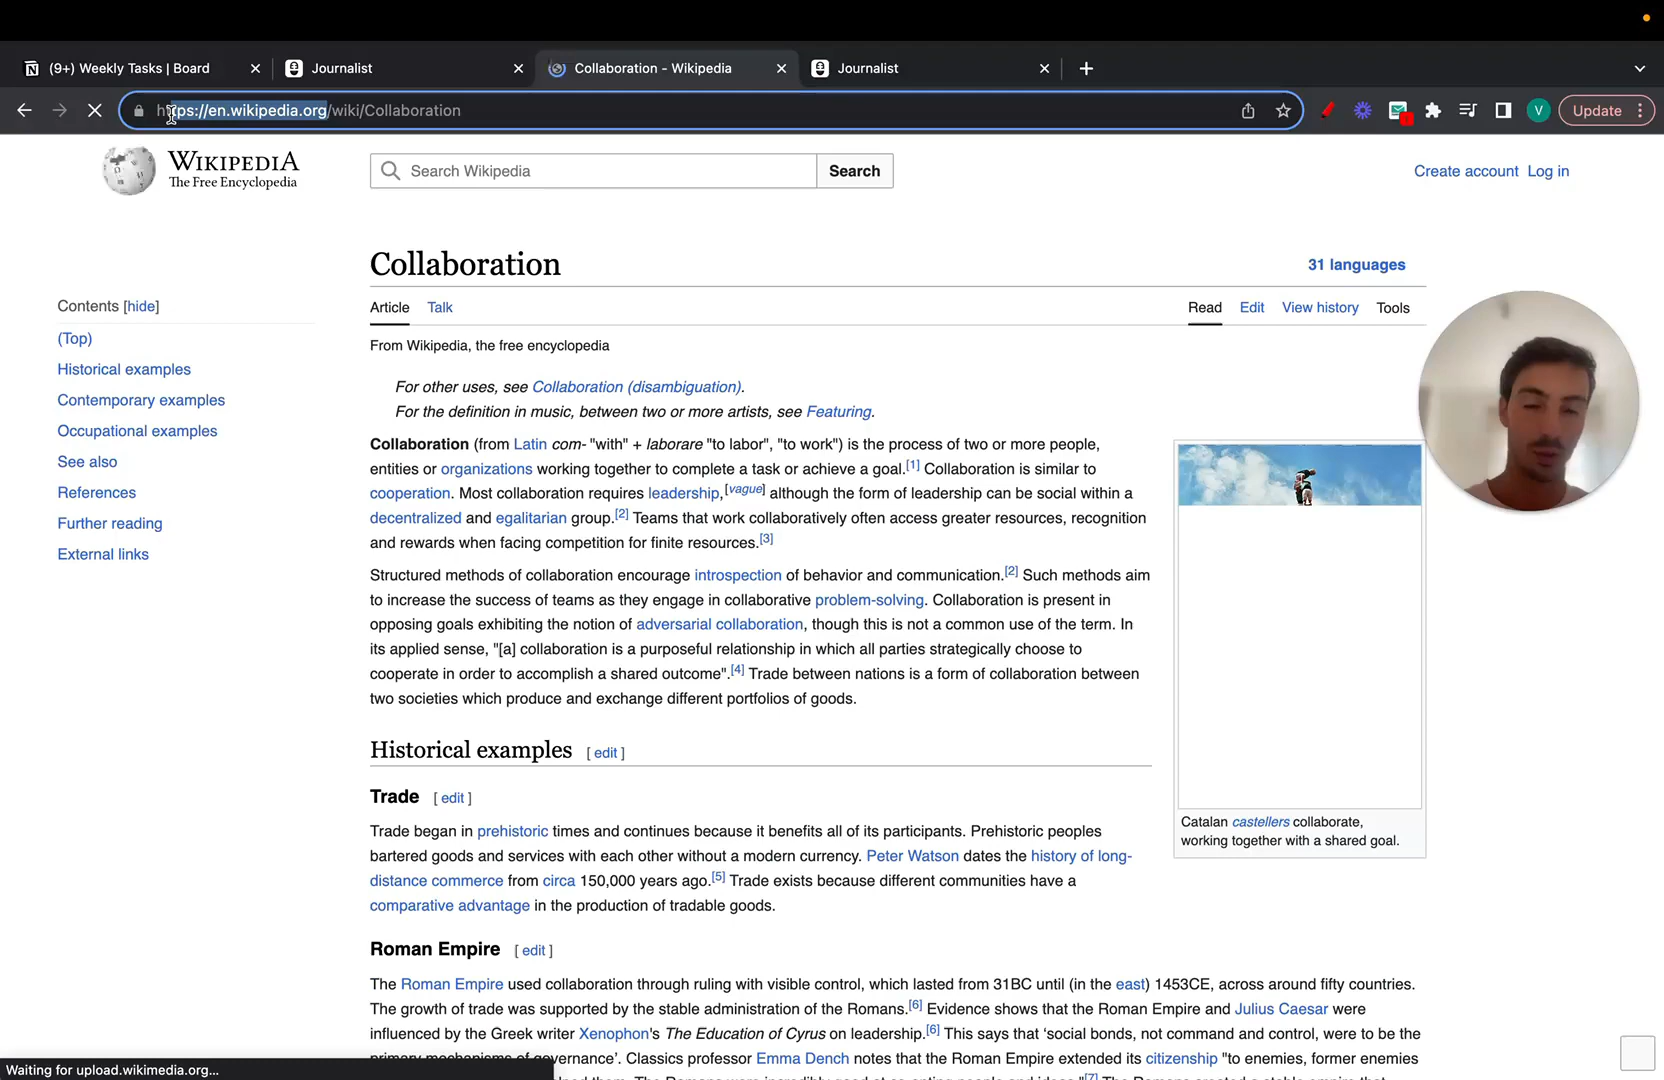 (9+) Weekly Tasks | Board
Journalist
Collaboration - Wikipedia
Journalist
https://en.wikipedia.org/wiki/Collaboration
V
Update
WIKIPEDIA
The Free Encyclopedia
Search Wikipedia
Search
Create account Log in
Collaboration
31 languages
Contents [hide]
(Top)
Historical examples
Contemporary examples
Occupational examples
See also
References
Further reading
External links
Article Talk
Read Edit View history Tools
From Wikipedia, the free encyclopedia
For other uses, see Collaboration (disambiguation).
For the definition in music, between two or more artists, see Featuring.
Collaboration (from Latin com- "with" + laborare "to labor", "to work") is the process of two or more people,
entities or organizations working together to complete a task or achieve a goal.[1] Collaboration is similar to
cooperation. Most collaboration requires leadership,[vague] although the form of leadership can be social within a
decentralized and egalitarian group.[2] Teams that work collaboratively often access greater resources, recognition
and rewards when facing competition for finite resources.[3]
Structured methods of collaboration encourage introspection of behavior and communication.[2] Such methods aim
to increase the success of teams as they engage in collaborative problem-solving. Collaboration is present in
opposing goals exhibiting the notion of adversarial collaboration, though this is not a common use of the term. In
its applied sense, "[a] collaboration is a purposeful relationship in which all parties strategically choose to
cooperate in order to accomplish a shared outcome".[4] Trade between nations is a form of collaboration between
two societies which produce and exchange different portfolios of goods.
Catalan castellers collaborate,
working together with a shared goal.
Historical examples [ edit ]
Trade [ edit ]
Trade began in prehistoric times and continues because it benefits all of its participants. Prehistoric peoples
bartered goods and services with each other without a modern currency. Peter Watson dates the history of long-
distance commerce from circa 150,000 years ago.[5] Trade exists because different communities have a
comparative advantage in the production of tradable goods.
Roman Empire [ edit ]
The Roman Empire used collaboration through ruling with visible control, which lasted from 31BC until (in the east) 1453CE, across around fifty countries.
The growth of trade was supported by the stable administration of the Romans.[6] Evidence shows that the Roman Empire and Julius Caesar were
influenced by the Greek writer Xenophon's The Education of Cyrus on leadership.[6] This says that 'social bonds, not command and control, were to be the
primary mechanisms of governance'. Classics professor Emma Dench notes that the Roman Empire extended its citizenship "to enemies, former enemies
Waiting for upload.wikimedia.org...